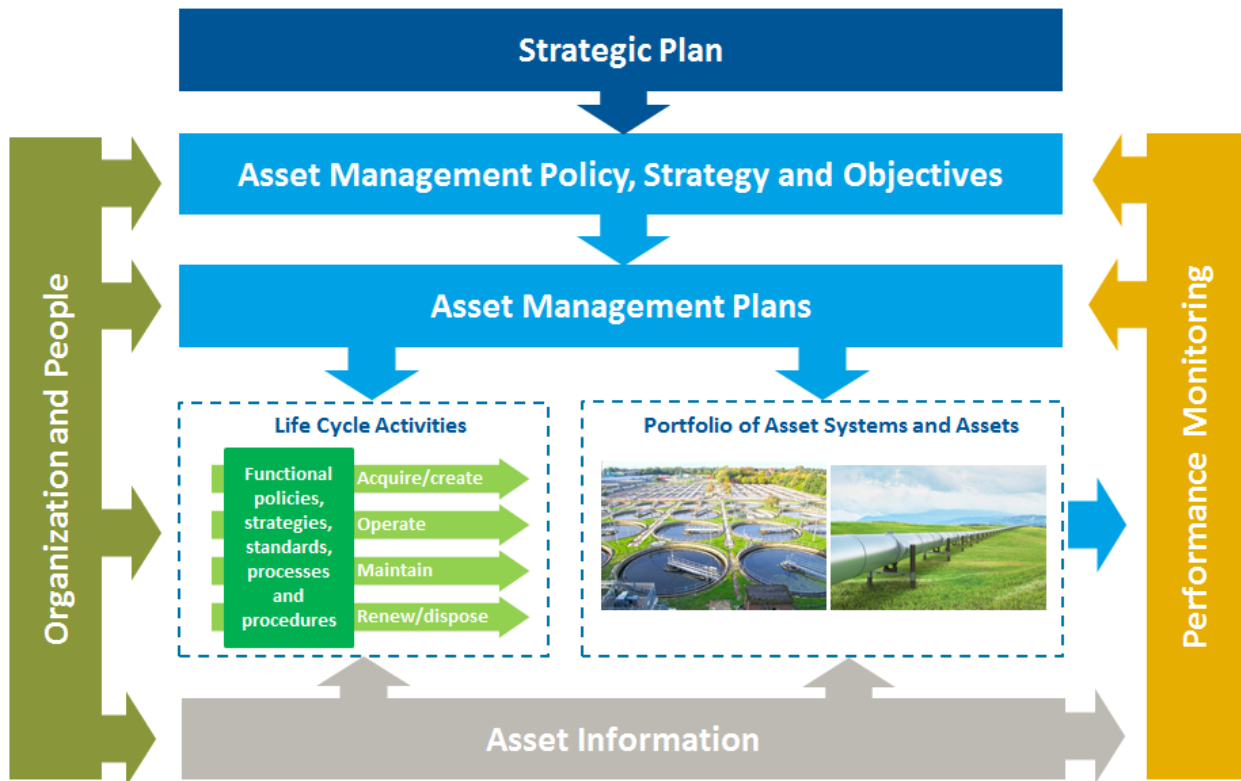 Strategic Plan
Asset Management Policy, Strategy and Objectives
Asset Management Plans
Organization and People
Life Cycle Activities
Functional
policies,
strategies,
standards,
processes
and
procedures
Acquire/create
Operate
Maintain
Renew/dispose
Portfolio of Asset Systems and Assets
Performance Monitoring
Asset Information